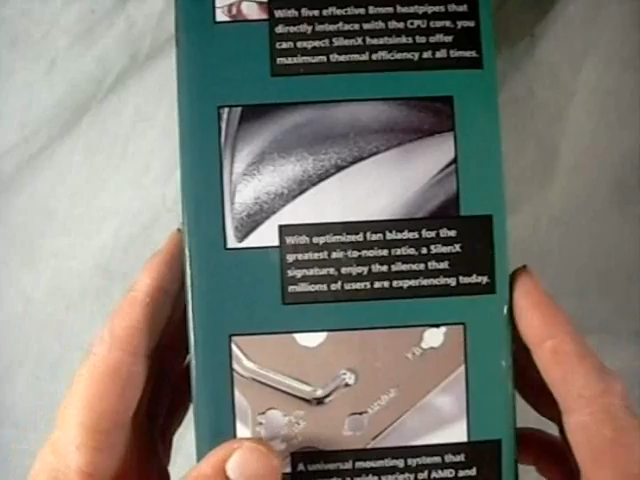 With five effective 8mm heatpipes that
directly interface with the CPU core, you
can expect SilenX heatsinks to offer
maximum thermal efficiency at all times.
With optimized fan blades for the
greatest air-to-noise ratio, a SilenX
signature, enjoy the silence that
millions of users are experiencing today.
A universal mounting system that
a wide variety of AMD and